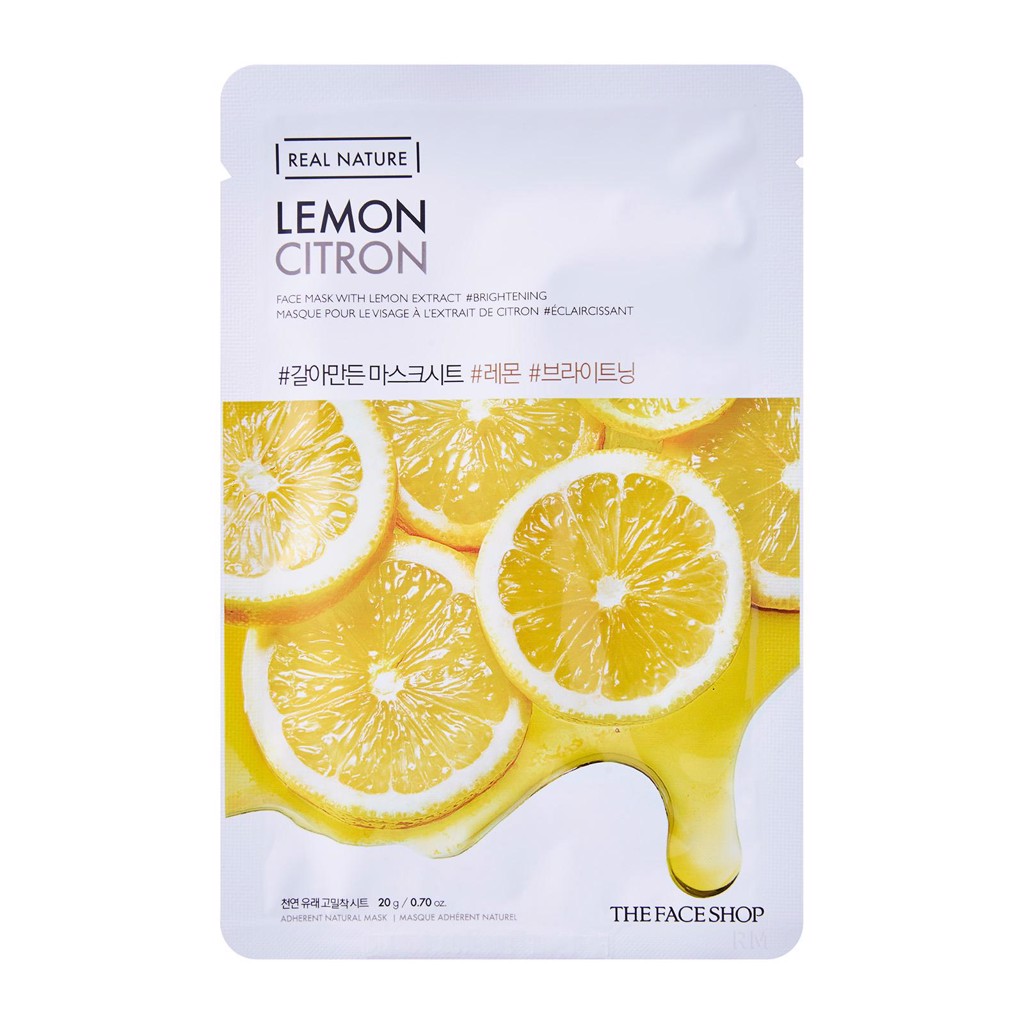 REAL NATURE
LEMON
CITRON
FACE MASK WITH LEMON EXTRACT #BRIGHTENING
MASQUE POUR LE VISAGE À L'EXTRAIT DE CITRON #ÉCLAIRCISSANT
#갈아만든 마스크시트 #레몬 #브라이트닝
천연 유래 고밀착 시트 20 g / 0.70 oz.
ADHERENT NATURAL MASK | MASQUE ADHÉRENT NATUREL
THE FACE SHOP
RM